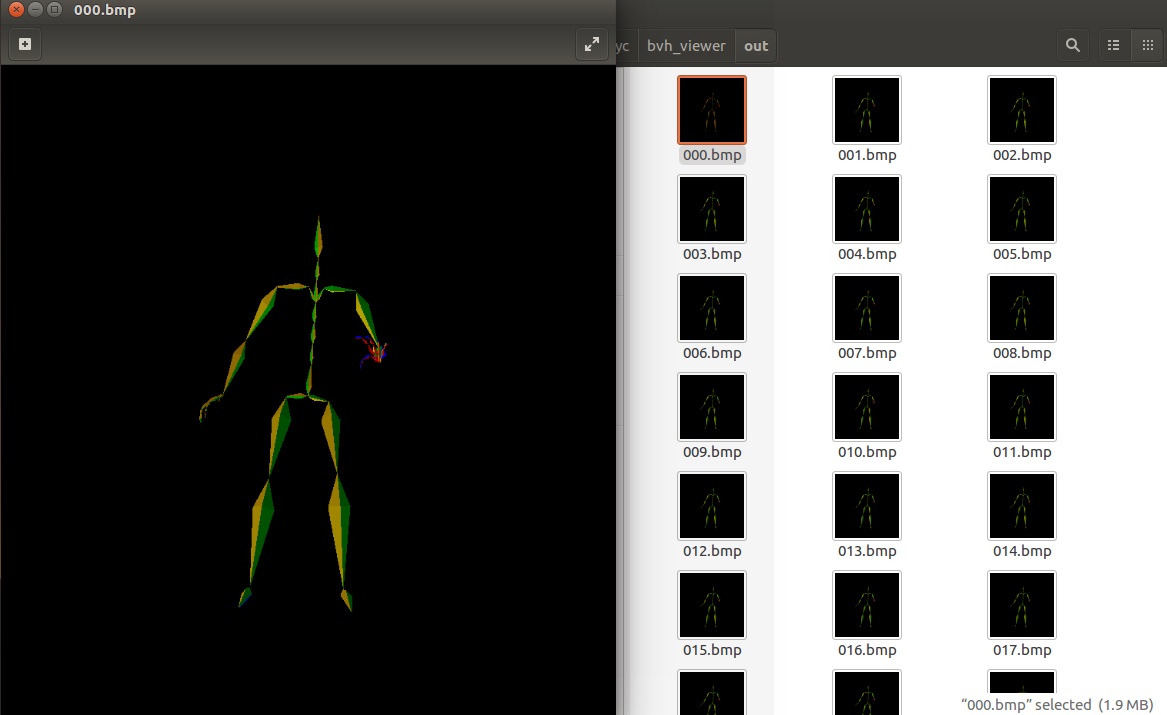 000.bmp
yc bvh_viewer out
000.bmp 001.bmp 002.bmp
003.bmp 004.bmp 005.bmp
006.bmp 007.bmp 008.bmp
009.bmp 010.bmp 011.bmp
012.bmp 013.bmp 014.bmp
015.bmp 016.bmp 017.bmp
“000.bmp” selected (1.9 MB)